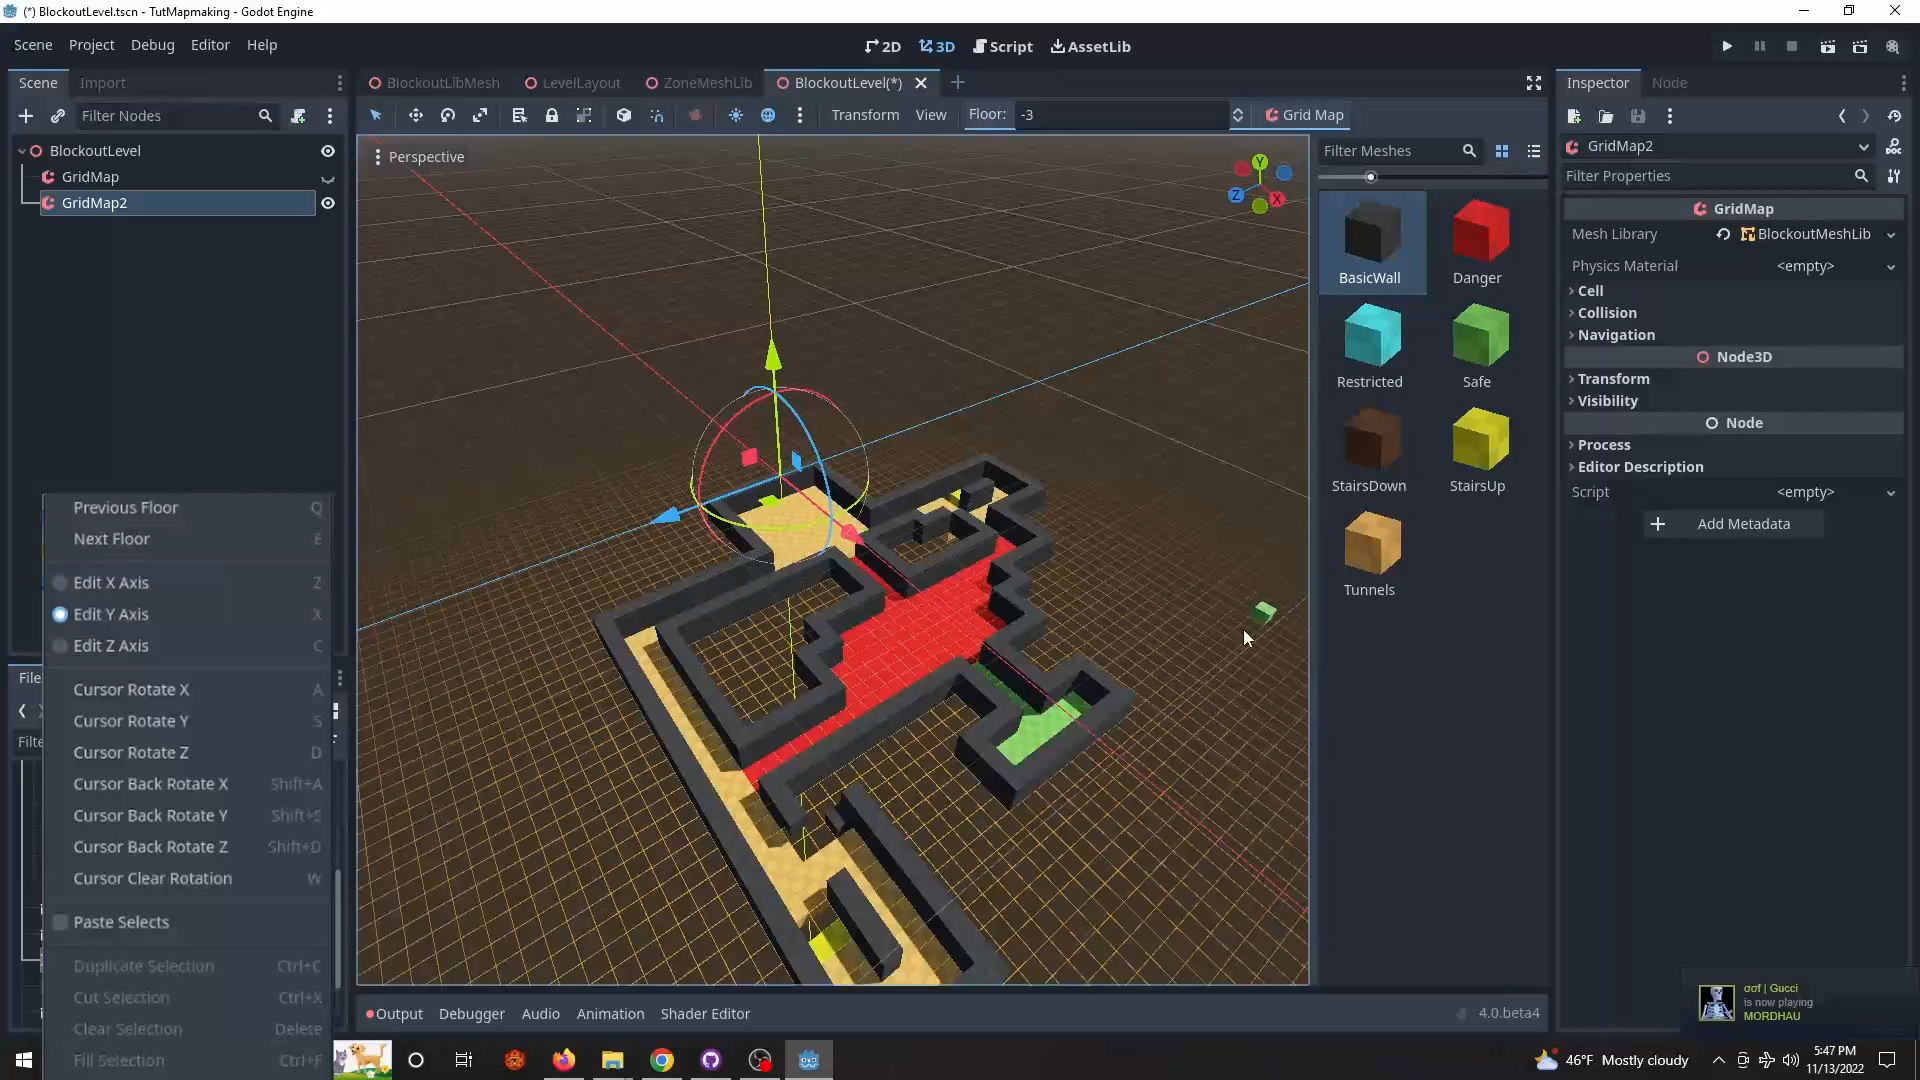 (*) BlockoutLevel.tscn - TutMapmaking - Godot Engine
Scene Project Debug Editor Help
2D 3D Script AssetLib
Scene Import
BlockoutLibMesh LevelLayout ZoneMeshLib BlockoutLevel(*)
Inspector Node
Filter Nodes
Transform View Floor: -3 Grid Map
BlockoutLevel
GridMap
GridMap2
Perspective
Y
Z
X
Filter Meshes
BasicWall Danger
Restricted Safe
StairsDown StairsUp
Tunnels
GridMap2
Filter Properties
GridMap
Mesh Library BlockoutMeshLib
Physics Material <empty>
Cell
Collision
Navigation
Node3D
Transform
Visibility
Node
Process
Editor Description
Script <empty>
Add Metadata
Previous Floor Q
Next Floor E
Edit X Axis Z
Edit Y Axis X
Edit Z Axis C
Cursor Rotate X A
Cursor Rotate Y S
Cursor Rotate Z D
Cursor Back Rotate X Shift+A
Cursor Back Rotate Y Shift+S
Cursor Back Rotate Z Shift+D
Cursor Clear Rotation W
Paste Selects
Duplicate Selection Ctrl+C
Cut Selection Ctrl+X
Clear Selection Delete
Fill Selection Ctrl+F
File
Filte
Output Debugger Audio Animation Shader Editor 4.0.beta4
σσf | Gucci
is now playing
MORDHAU
46°F Mostly cloudy
5:47 PM
11/13/2022